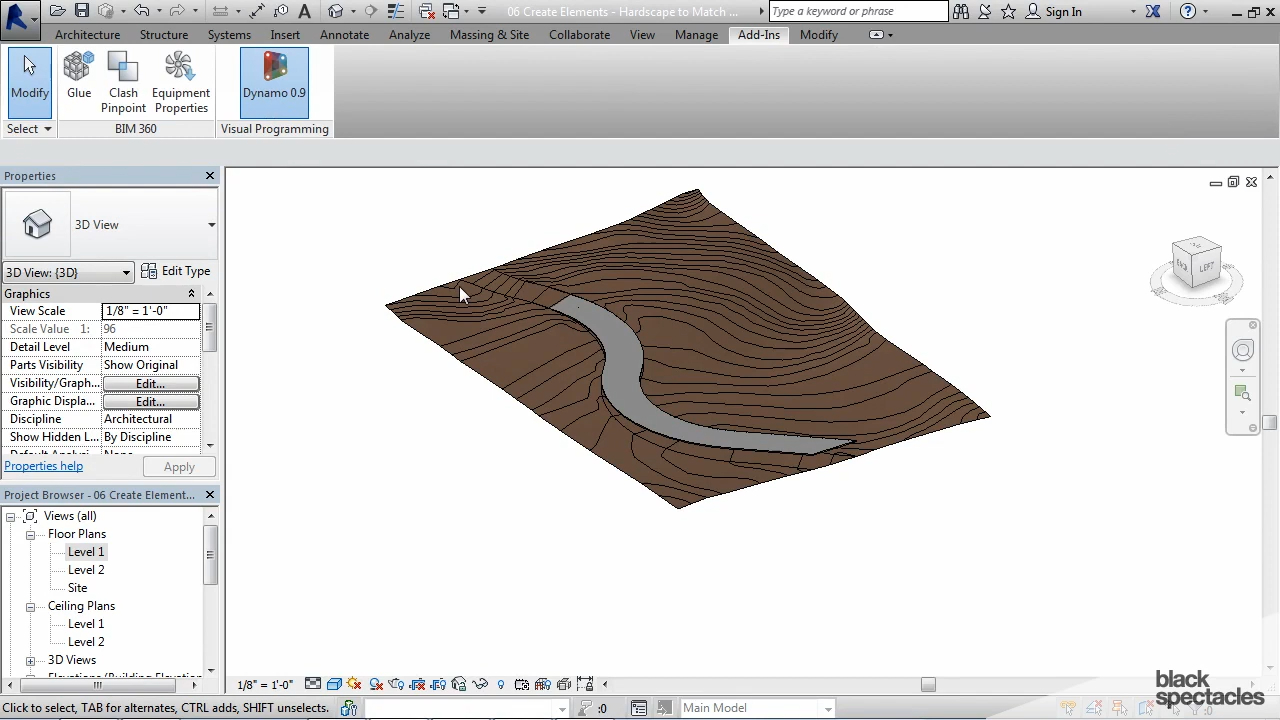 06 Create Elements - Hardscape to Match ...
Type a keyword or phrase
Sign In
Architecture Structure Systems Insert Annotate Analyze Massing & Site Collaborate View Manage Add-Ins Modify
Modify
Glue
Clash Pinpoint
Equipment Properties
Dynamo 0.9
Select
BIM 360
Visual Programming
Properties
3D View
3D View: {3D}
Edit Type
Graphics
View Scale 1/8" = 1'-0"
Scale Value 1: 96
Detail Level Medium
Parts Visibility Show Original
Visibility/Graph... Edit...
Graphic Displa... Edit...
Discipline Architectural
Show Hidden L... By Discipline
Properties help
Apply
Project Browser - 06 Create Element...
Views (all)
Floor Plans
Level 1
Level 2
Site
Ceiling Plans
Level 1
Level 2
3D Views
LEFT
1/8" = 1'-0"
Click to select, TAB for alternates, CTRL adds, SHIFT unselects.
:0
Main Model
:0
black
spectacles